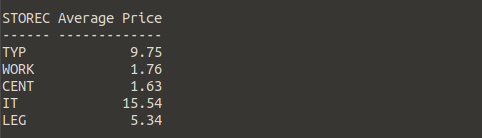 STOREC Average Price
------ -------------
TYP             9.75
WORK            1.76
CENT            1.63
IT             15.54
LEG             5.34